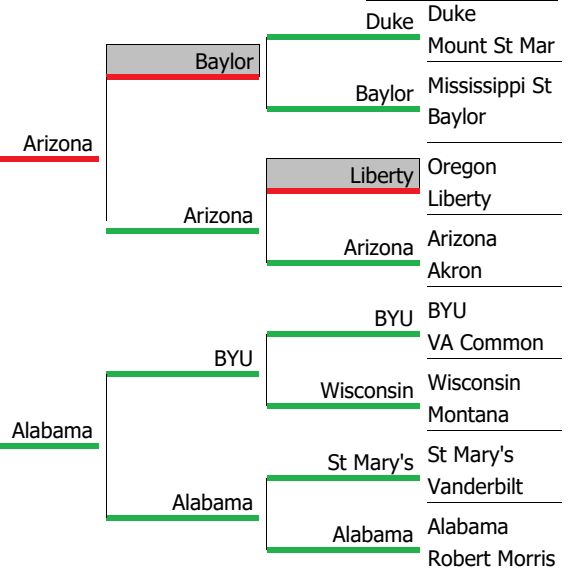 Duke
Duke
Mount St Mar
Baylor
Baylor
Mississippi St
Baylor
Arizona
Liberty
Oregon
Liberty
Arizona
Arizona
Arizona
Akron
BYU
BYU
VA Common
BYU
Wisconsin
Wisconsin
Montana
Alabama
St Mary's
St Mary's
Vanderbilt
Alabama
Alabama
Alabama
Robert Morris